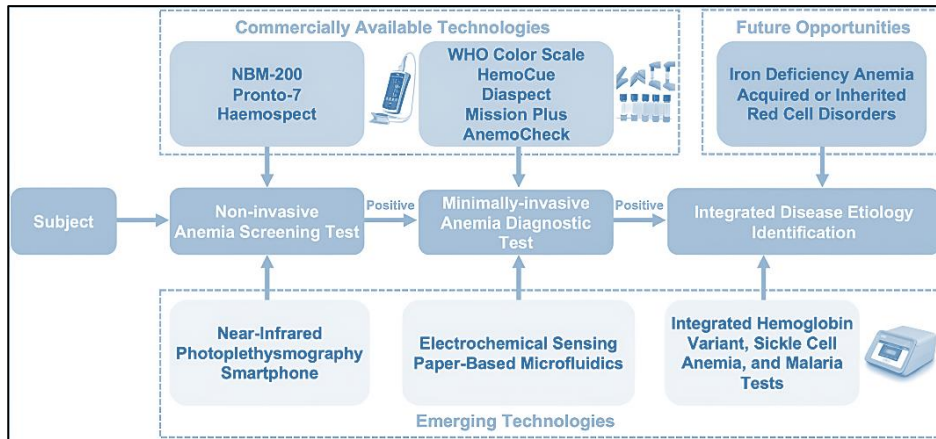 Commercially Available Technologies
Future Opportunities
NBM-200
Pronto-7
Haemospect
WHO Color Scale
HemoCue
Diaspect
Mission Plus
AnemoCheck
Iron Deficiency Anemia
Acquired or Inherited
Red Cell Disorders
Subject
Non-invasive
Anemia Screening Test
Positive
Minimally-invasive
Anemia Diagnostic
Test
Positive
Integrated Disease Etiology
Identification
Near-Infrared
Photoplethysmography
Smartphone
Electrochemical Sensing
Paper-Based Microfluidics
Integrated Hemoglobin
Variant, Sickle Cell
Anemia, and Malaria
Tests
Emerging Technologies